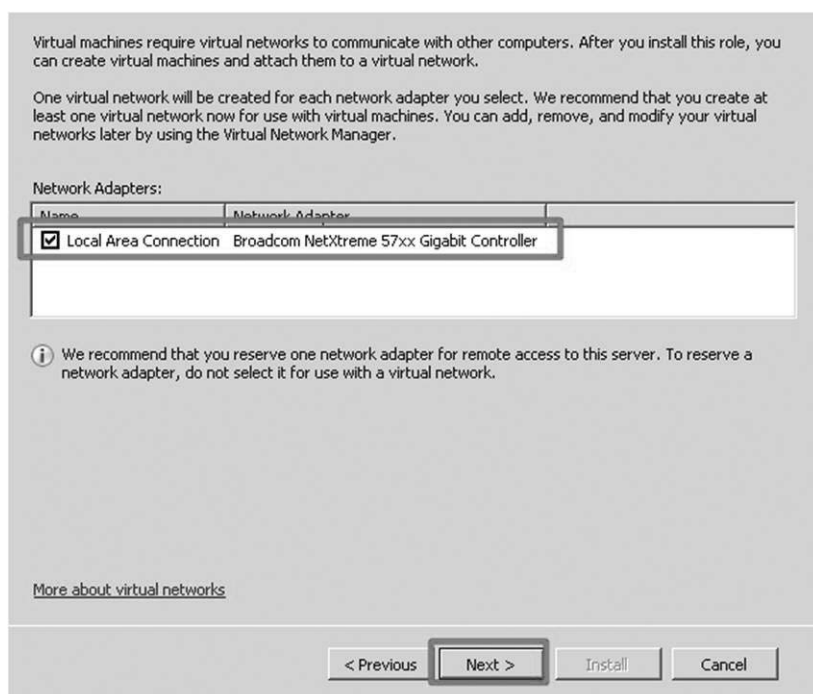 Virtual machines require virtual networks to communicate with other computers. After you install this role, you
can create virtual machines and attach them to a virtual network.
One virtual network will be created for each network adapter you select. We recommend that you create at
least one virtual network now for use with virtual machines. You can add, remove, and modify your virtual
networks later by using the Virtual Network Manager.
Network Adapters:
Name Network Adapter
Local Area Connection Broadcom NetXtreme 57xx Gigabit Controller
We recommend that you reserve one network adapter for remote access to this server. To reserve a
network adapter, do not select it for use with a virtual network.
More about virtual networks
< Previous Next > Install Cancel